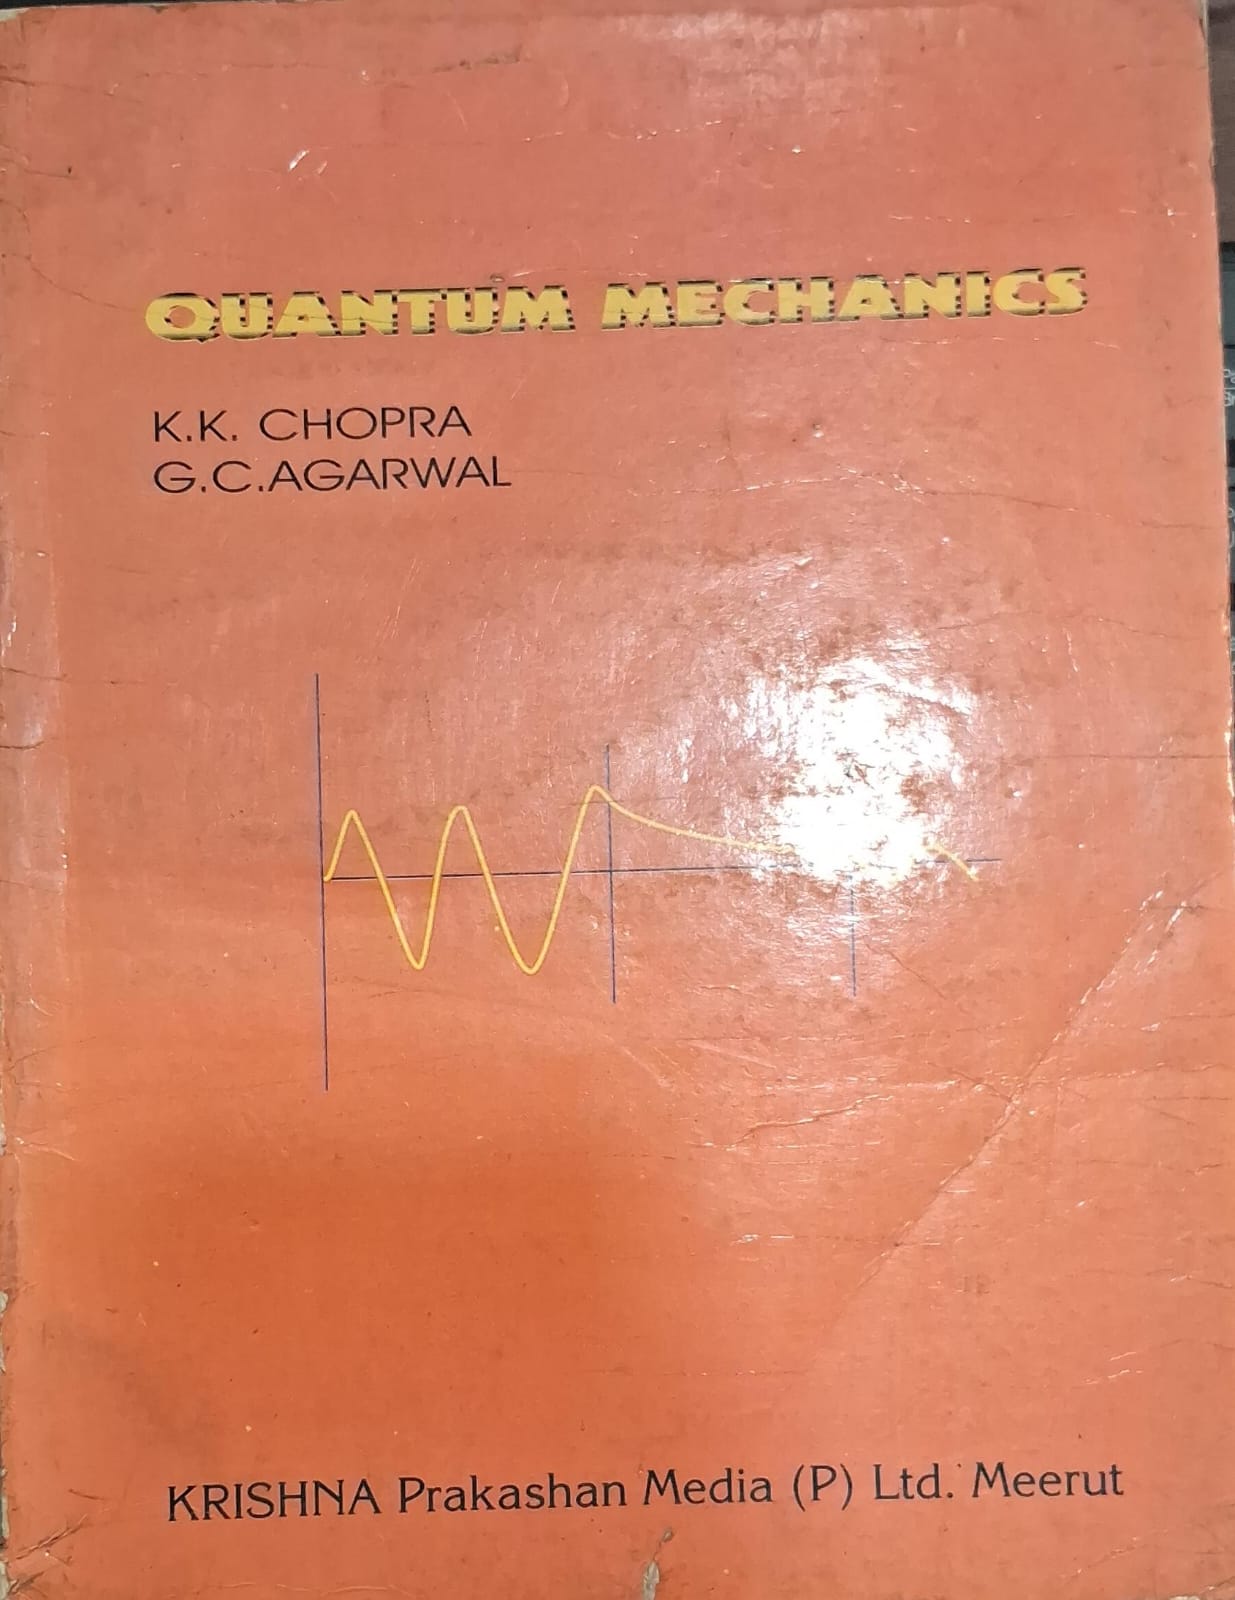 QUANTUM MECHANICS
K.K. CHOPRA
G.C.AGARWAL
KRISHNA Prakashan Media (P) Ltd. Meerut